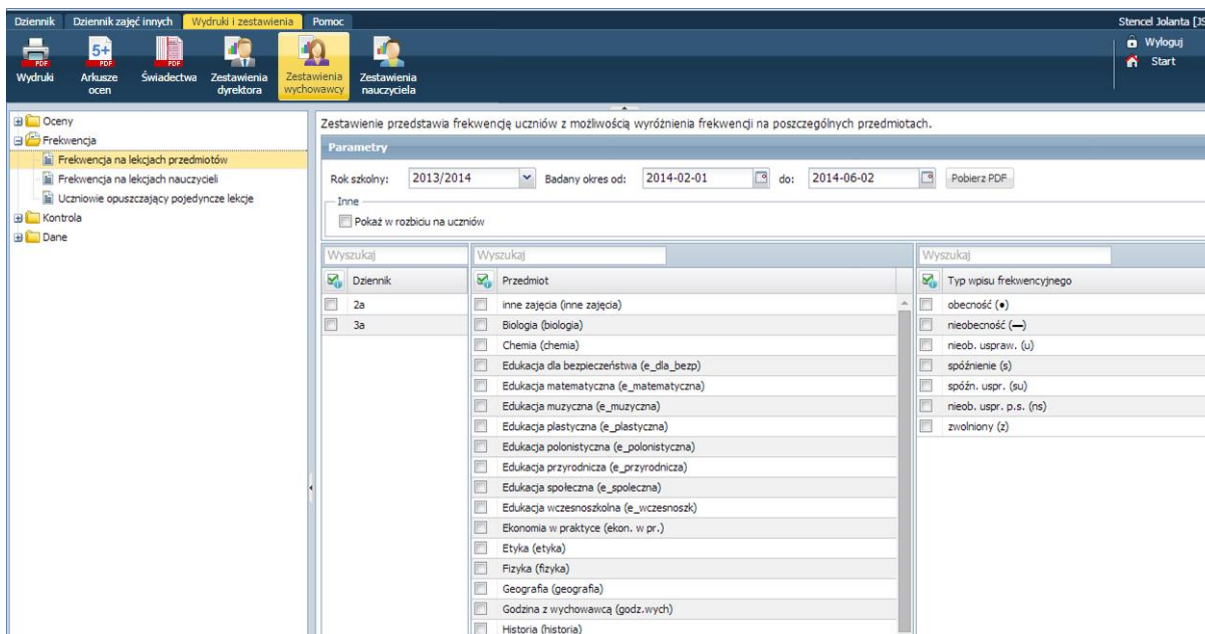 Dziennik Dziennik zajęć innych Wydruki i zestawienia Pomoc Stencel Jolanta [JS
Wyloguj
Start
PDF 5+ PDF PDF
Wydruki Arkusze ocen Świadectwa Zestawienia dyrektora Zestawienia wychowawcy Zestawienia nauczyciela
Oceny
Frekwencja
Frekwencja na lekcjach przedmiotów
Frekwencja na lekcjach nauczycieli
Uczniowie opuszczający pojedyncze lekcje
Kontrola
Dane
Zestawienie przedstawia frekwencję uczniów z możliwością wyróżnienia frekwencji na poszczególnych przedmiotach.
Parametry
Rok szkolny: 2013/2014 Badany okres od: 2014-02-01 do: 2014-06-02 Pobierz PDF
Inne
Pokaż w rozbiciu na uczniów
Wyszukaj
Dziennik
2a
3a
Wyszukaj
Przedmiot
inne zajęcia (inne zajęcia)
Biologia (biologia)
Chemia (chemia)
Edukacja dla bezpieczeństwa (e_dla_bezp)
Edukacja matematyczna (e_matematyczna)
Edukacja muzyczna (e_muzyczna)
Edukacja plastyczna (e_plastyczna)
Edukacja polonistyczna (e_polonistyczna)
Edukacja przyrodnicza (e_przyrodnicza)
Edukacja społeczna (e_spoleczna)
Edukacja wczesnoszkolna (e_wczesnoszk)
Ekonomia w praktyce (ekon. w pr.)
Etyka (etyka)
Fizyka (fizyka)
Geografia (geografia)
Godzina z wychowawcą (godz.wych)
Historia (historia)
Wyszukaj
Typ wpisu frekwencyjnego
obecność (●)
nieobecność (—)
nieob. uspraw. (u)
spóźnienie (s)
spóźn. uspr. (su)
nieob. uspr. p.s. (ns)
zwolniony (z)